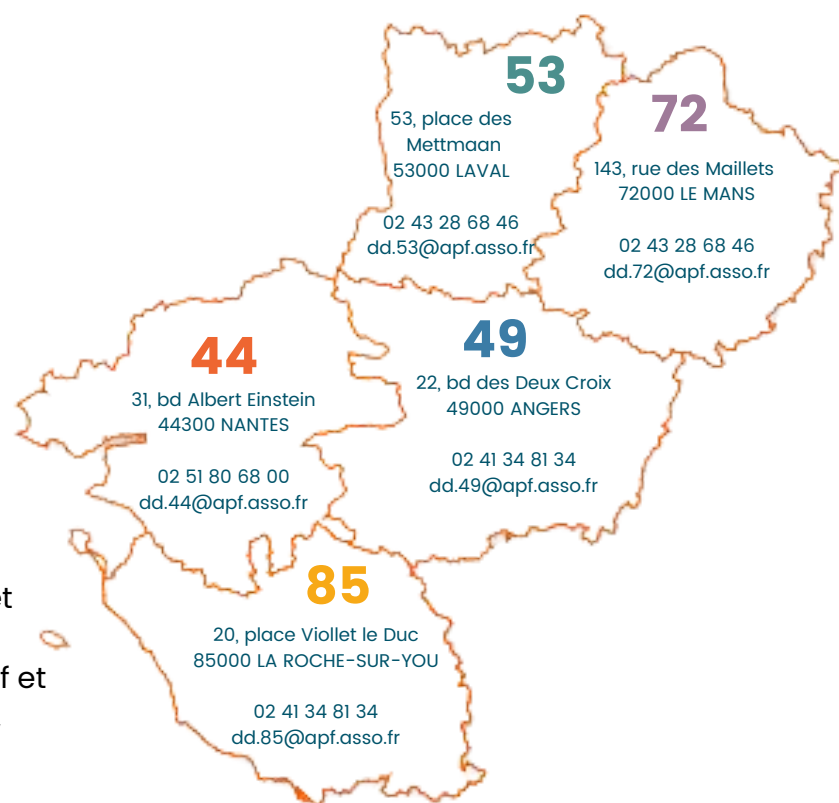 53
53, place des
Mettmaan
53000 LAVAL
02 43 28 68 46
dd.53@apf.asso.fr
72
143, rue des Maillets
72000 LE MANS
02 43 28 68 46
dd.72@apf.asso.fr
44
31, bd Albert Einstein
44300 NANTES
02 51 80 68 00
dd.44@apf.asso.fr
49
22, bd des Deux Croix
49000 ANGERS
02 41 34 81 34
dd.49@apf.asso.fr
85
20, place Viollet le Duc
85000 LA ROCHE-SUR-YOU
02 41 34 81 34
dd.85@apf.asso.fr
et